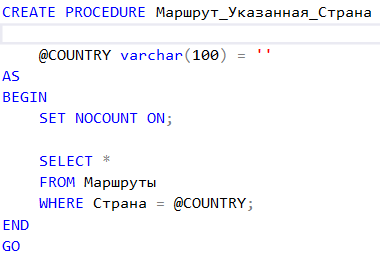 CREATE PROCEDURE Маршрут_Указанная_Страна
@COUNTRY varchar(100) = ''
AS
BEGIN
SET NOCOUNT ON;
SELECT *
FROM Маршруты
WHERE Страна = @COUNTRY;
END
GO